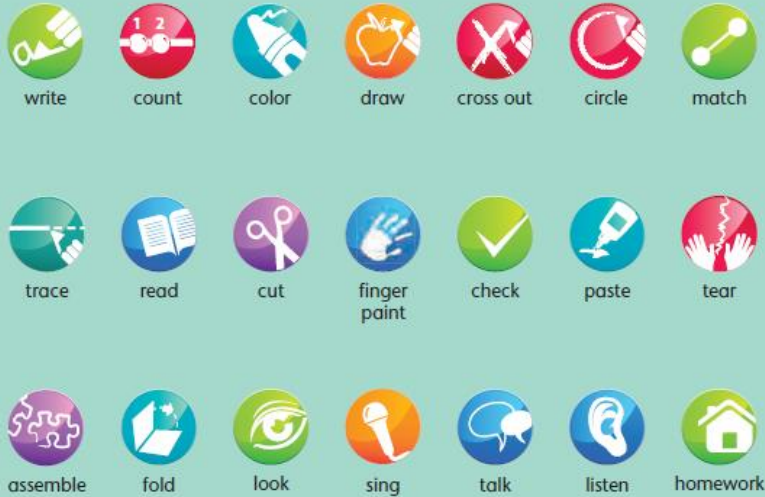 1 2
write count color draw cross out circle match
trace read cut finger paint check paste tear
assemble fold look sing talk listen homework